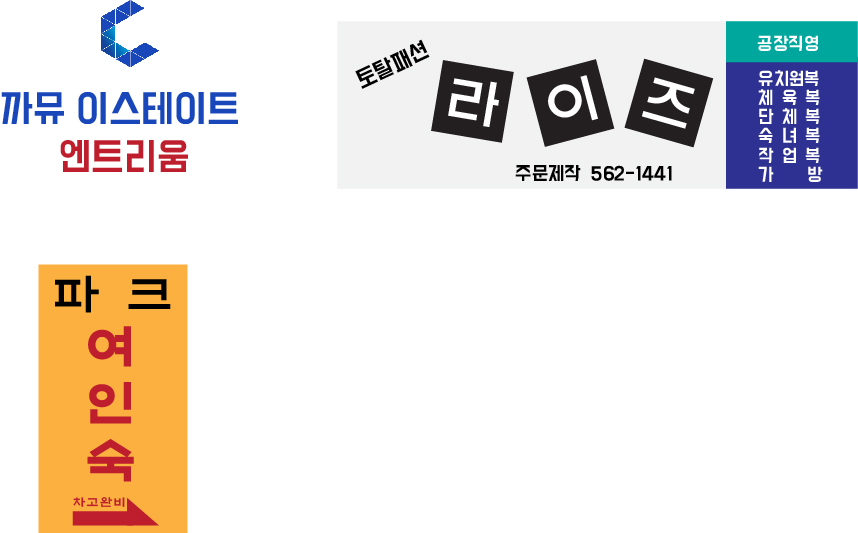 까뮤 이스테이트
엔트리움
토탈패션
라이즈
주문제작 562-1441
공장직영
유치원복
체 육 복
단 체 복
숙 녀 복
작 업 복
가 방
파 크
여
인
숙
차고완비